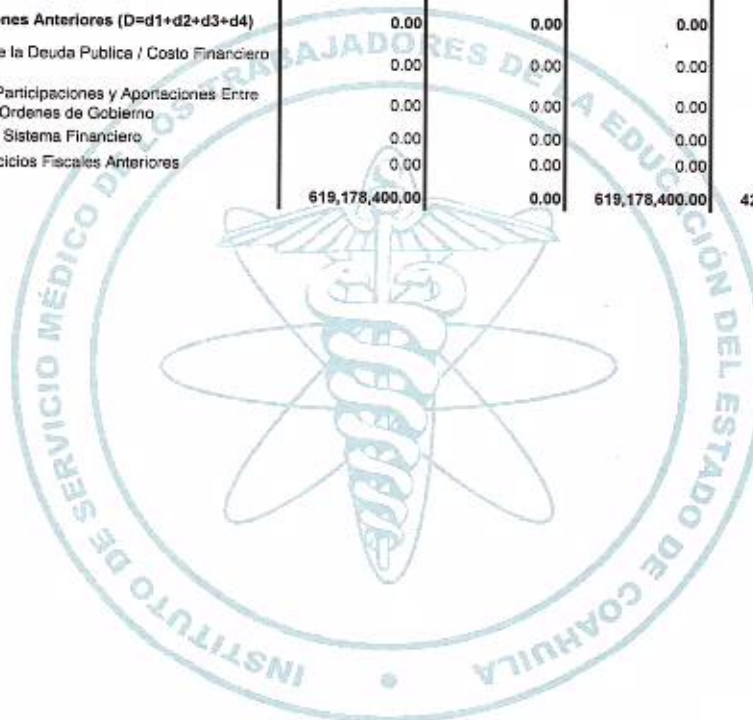 nes Anteriores (D=d1+d2+d3+d4) 0.00 0.00 0.00
e la Deuda Publica / Costo Financiero 0.00 0.00 0.00
Participaciones y Aportaciones Entre
Ordenes de Gobierno 0.00 0.00 0.00
Sistema Financiero 0.00 0.00 0.00
cicios Fiscales Anteriores 0.00 0.00 0.00
619,178,400.00 0.00 619,178,400.00 42
INSTITUTO DE SERVICIO MÉDICO DE LOS TRABAJADORES DE LA EDUCACIÓN DEL ESTADO DE COAHUILA